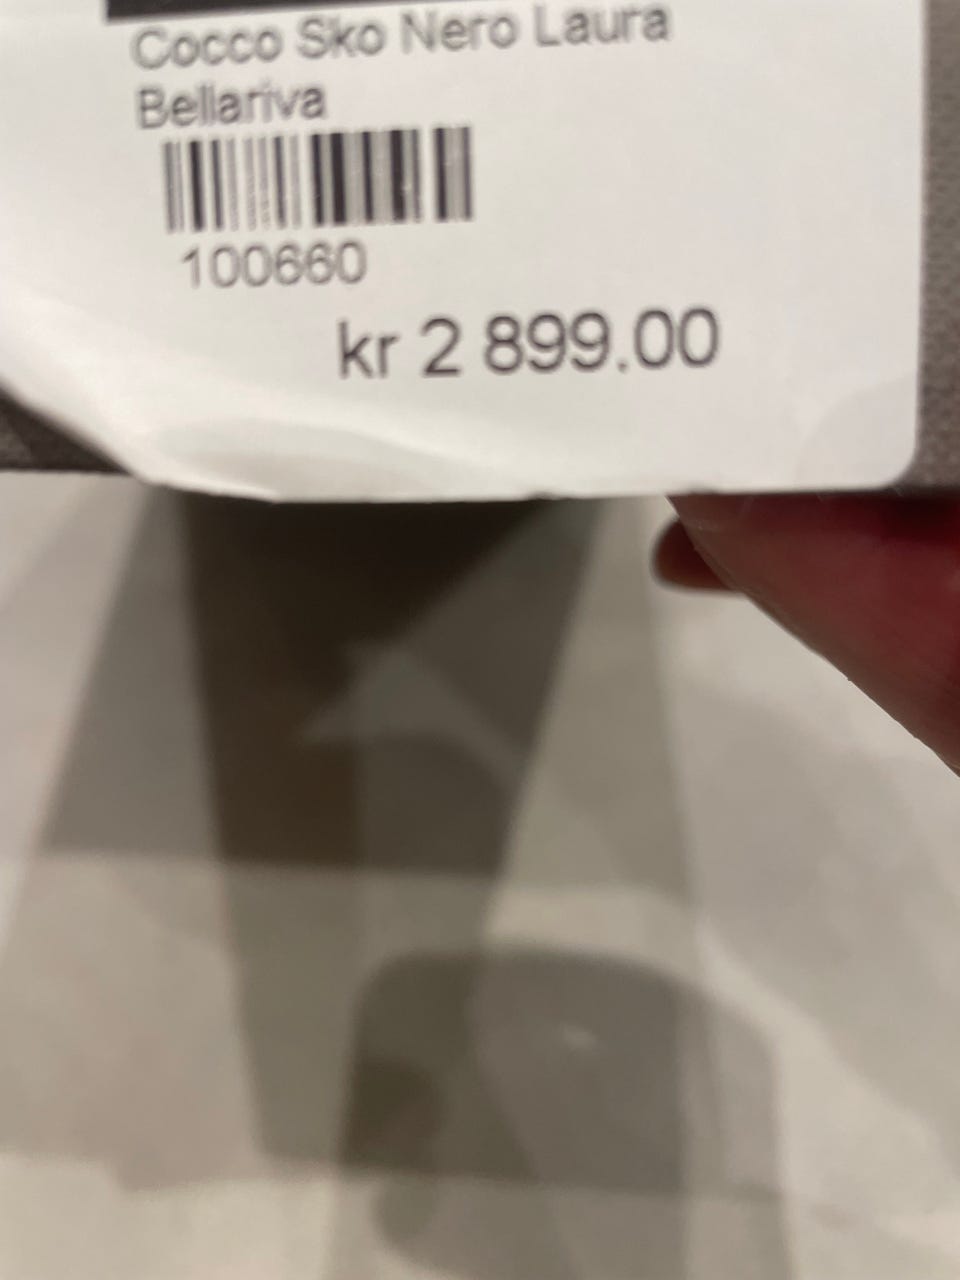 Cocco Sko Nero Laura
Bellariva
100660
kr 2 899.00